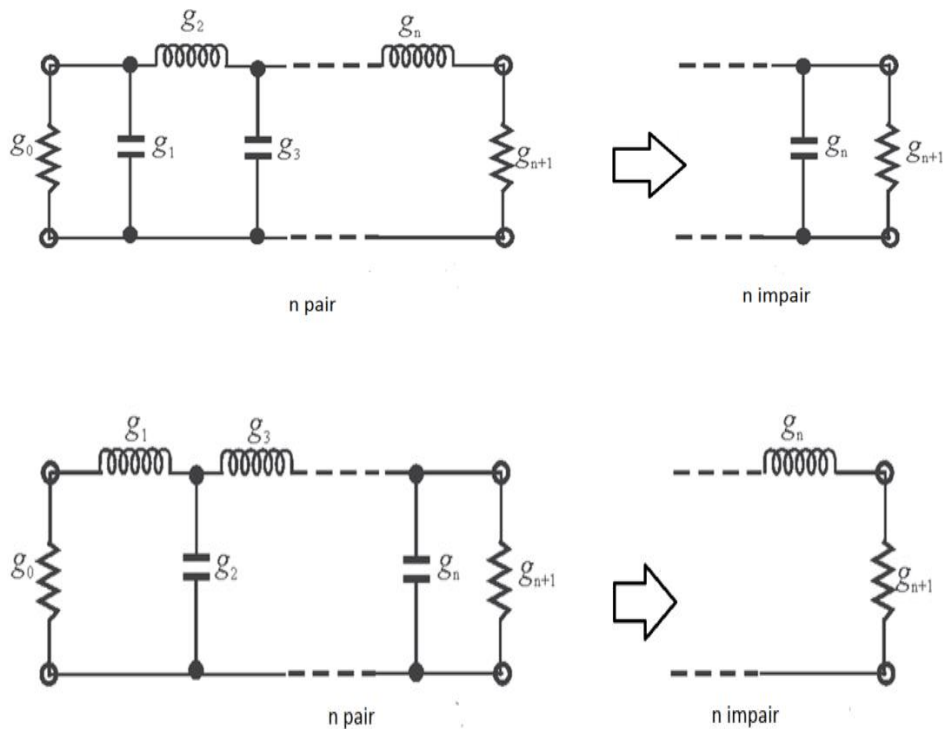 g₂
gₙ
g₀
g₁
g₃
gₙ₊₁
gₙ
gₙ₊₁
n pair
n impair
g₁
g₃
gₙ
g₀
g₂
gₙ
gₙ₊₁
gₙ₊₁
n pair
n impair